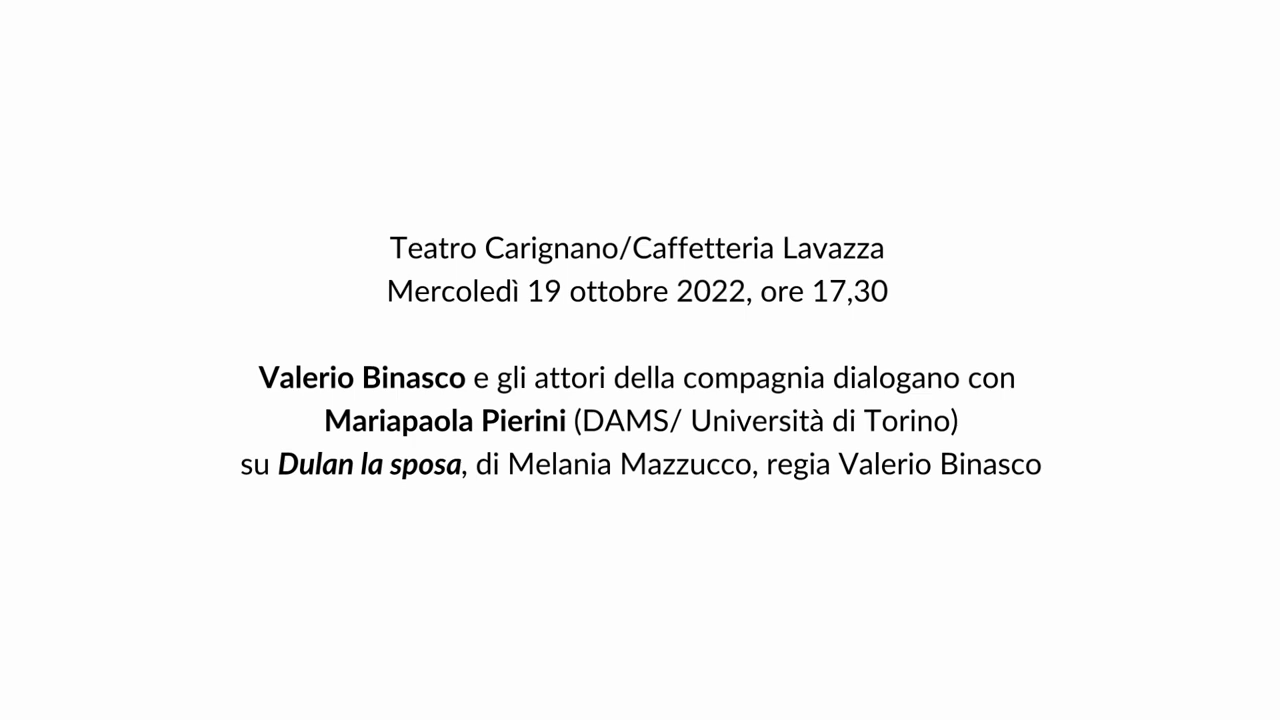 Teatro Carignano/Caffetteria Lavazza
Mercoledì 19 ottobre 2022, ore 17,30
Valerio Binasco e gli attori della compagnia dialogano con
Mariapaola Pierini (DAMS/ Università di Torino)
su Dulan la sposa, di Melania Mazzucco, regia Valerio Binasco